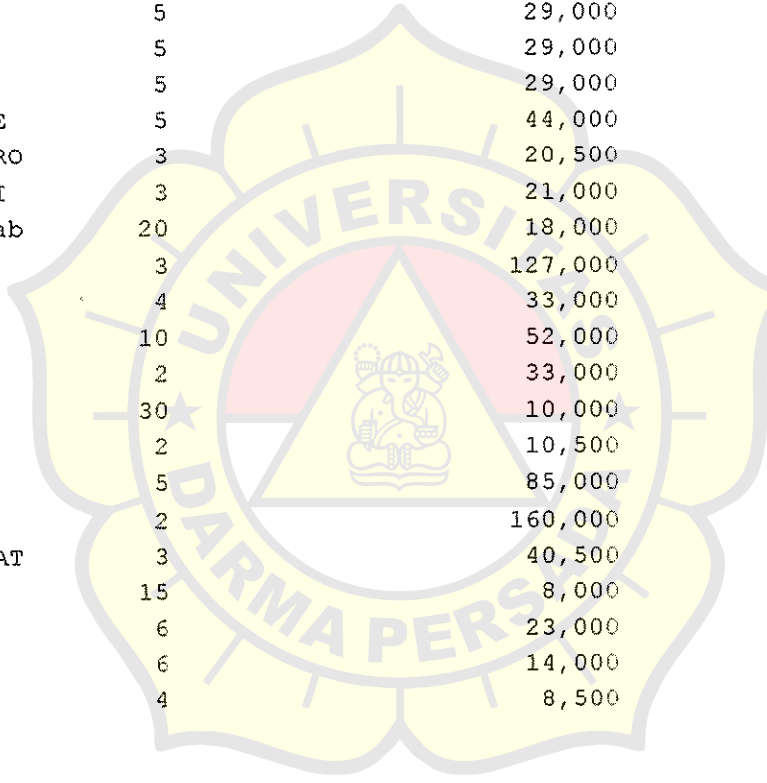 5 29,000
5 29,000
5 29,000
E 5 44,000
RO 3 20,500
I 3 21,000
ab 20 18,000
3 127,000
4 33,000
10 52,000
2 33,000
30 10,000
2 10,500
5 85,000
2 160,000
AT 3 40,500
15 8,000
6 23,000
6 14,000
4 8,500
UNIVERSITAS
DARMA PERSADA